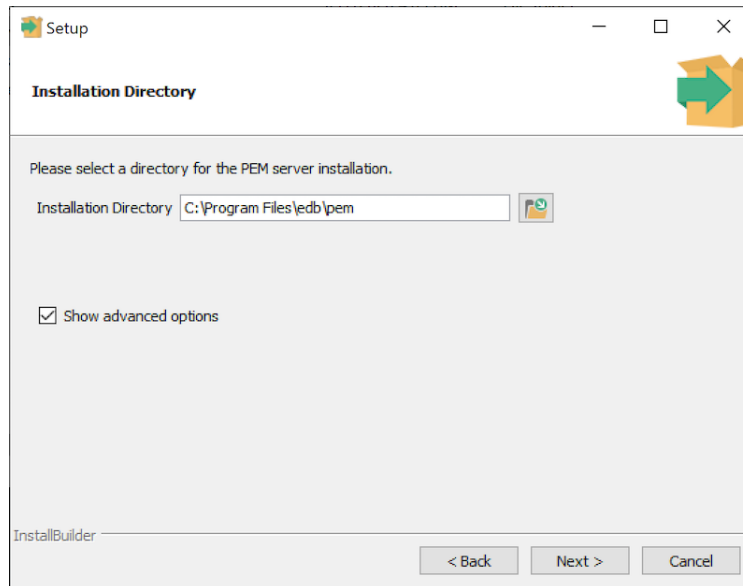 Setup
Installation Directory
Please select a directory for the PEM server installation.
Installation Directory C:\Program Files\edb\pem
Show advanced options
InstallBuilder
< Back Next > Cancel